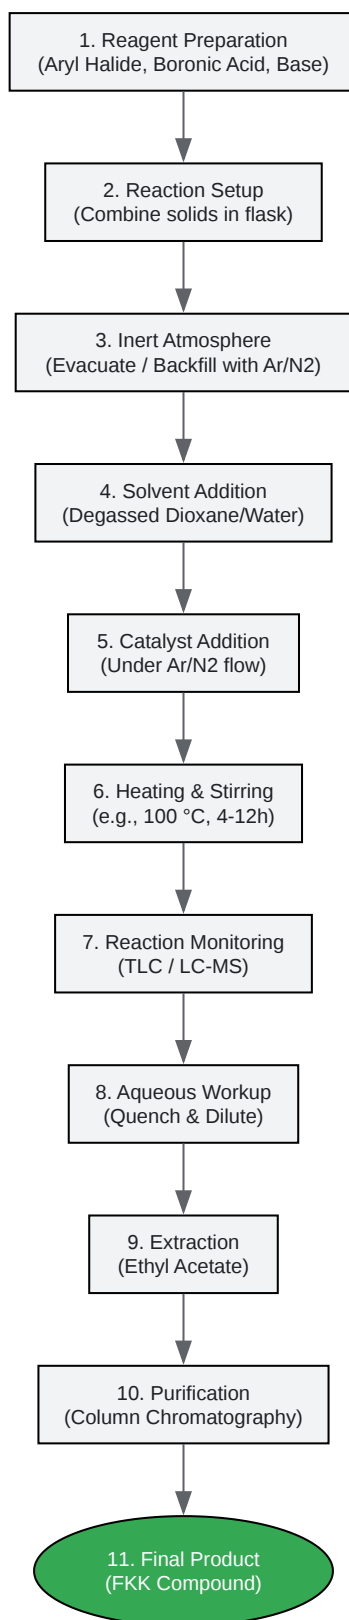 1. Reagent Preparation
(Aryl Halide, Boronic Acid, Base)
2. Reaction Setup
(Combine solids in flask)
3. Inert Atmosphere
(Evacuate / Backfill with Ar/N2)
4. Solvent Addition
(Degassed Dioxane/Water)
5. Catalyst Addition
(Under Ar/N2 flow)
6. Heating & Stirring
(e.g., 100 °C, 4-12h)
7. Reaction Monitoring
(TLC / LC-MS)
8. Aqueous Workup
(Quench & Dilute)
9. Extraction
(Ethyl Acetate)
10. Purification
(Column Chromatography)
11. Final Product
(FKK Compound)